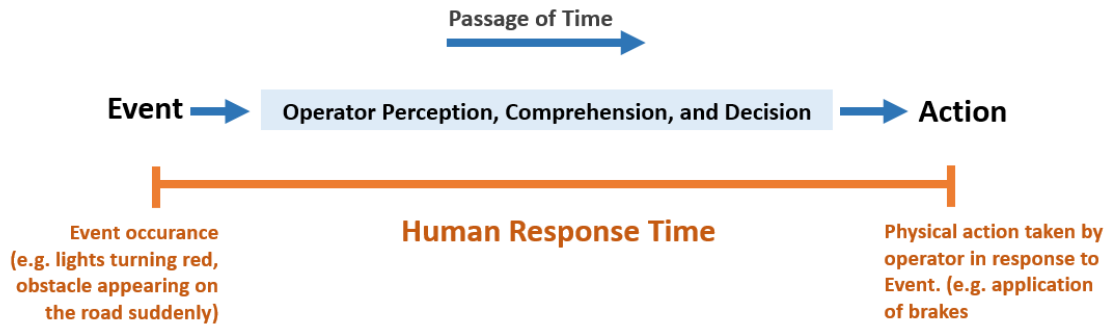 Passage of Time
Event
Operator Perception, Comprehension, and Decision
Action
Human Response Time
Event occurance
(e.g. lights turning red,
obstacle appearing on
the road suddenly)
Physical action taken by
operator in response to
Event. (e.g. application
of brakes